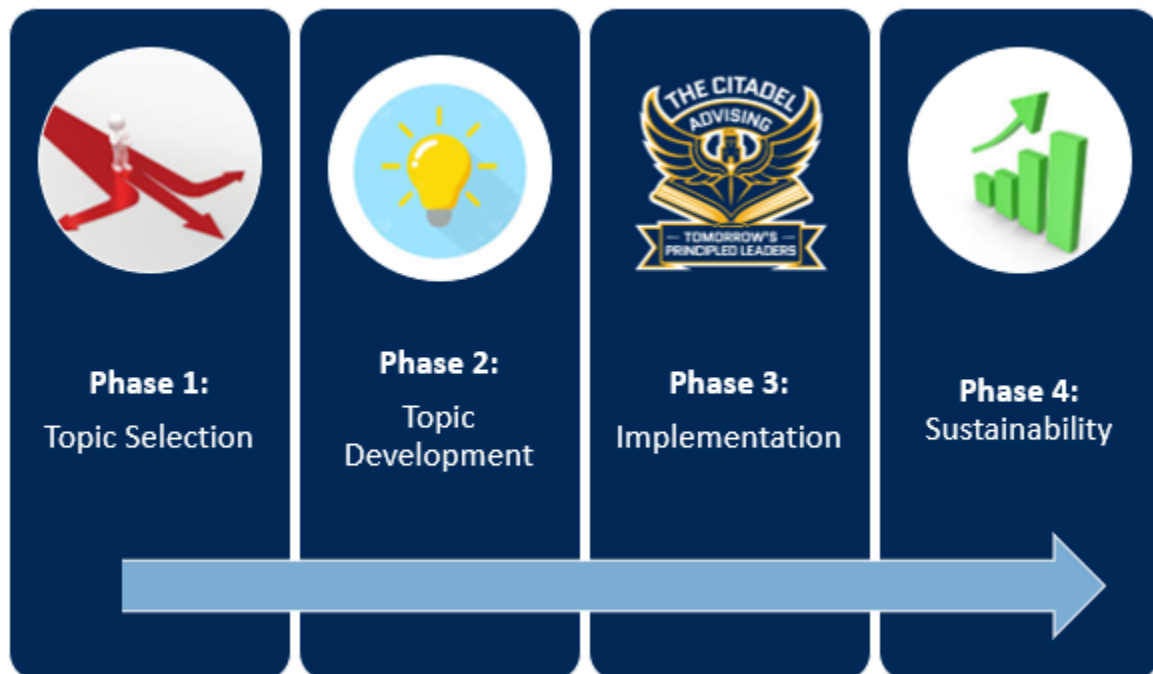 Phase 1:
Topic Selection
Phase 2:
Topic
Development
THE CITADEL
ADVISING
TOMORROW'S
PRINCIPLED LEADERS
Phase 3:
Implementation
Phase 4:
Sustainability